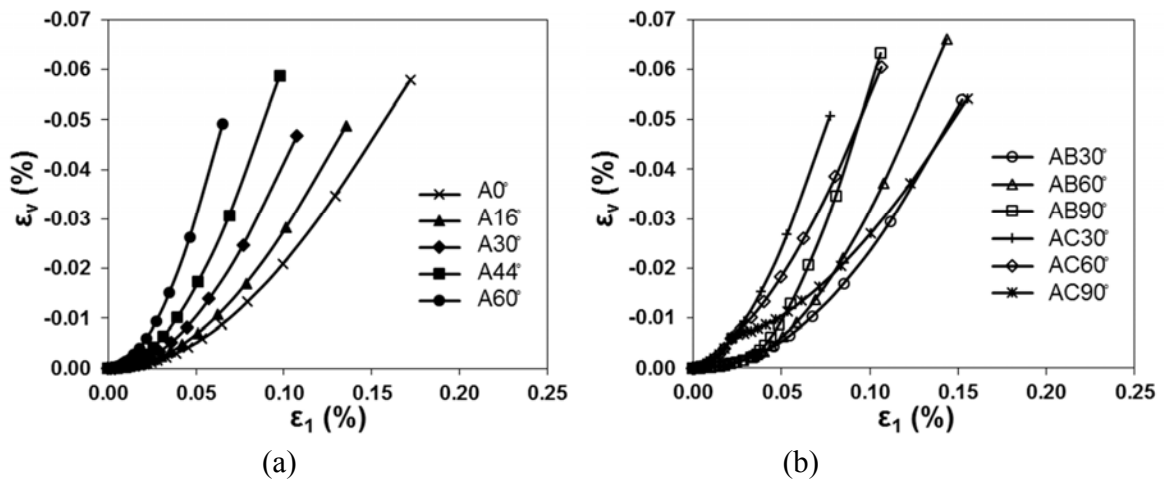 -0.07
-0.06
-0.05
-0.04
-0.03
-0.02
-0.01
0.00
εv (%)
0.00 0.05 0.10 0.15 0.20 0.25
ε1 (%)
A0°
A16°
A30°
A44°
A60°
(a)
-0.07
-0.06
-0.05
-0.04
-0.03
-0.02
-0.01
0.00
εv (%)
0.00 0.05 0.10 0.15 0.20 0.25
ε1 (%)
AB30°
AB60°
AB90°
AC30°
AC60°
AC90°
(b)